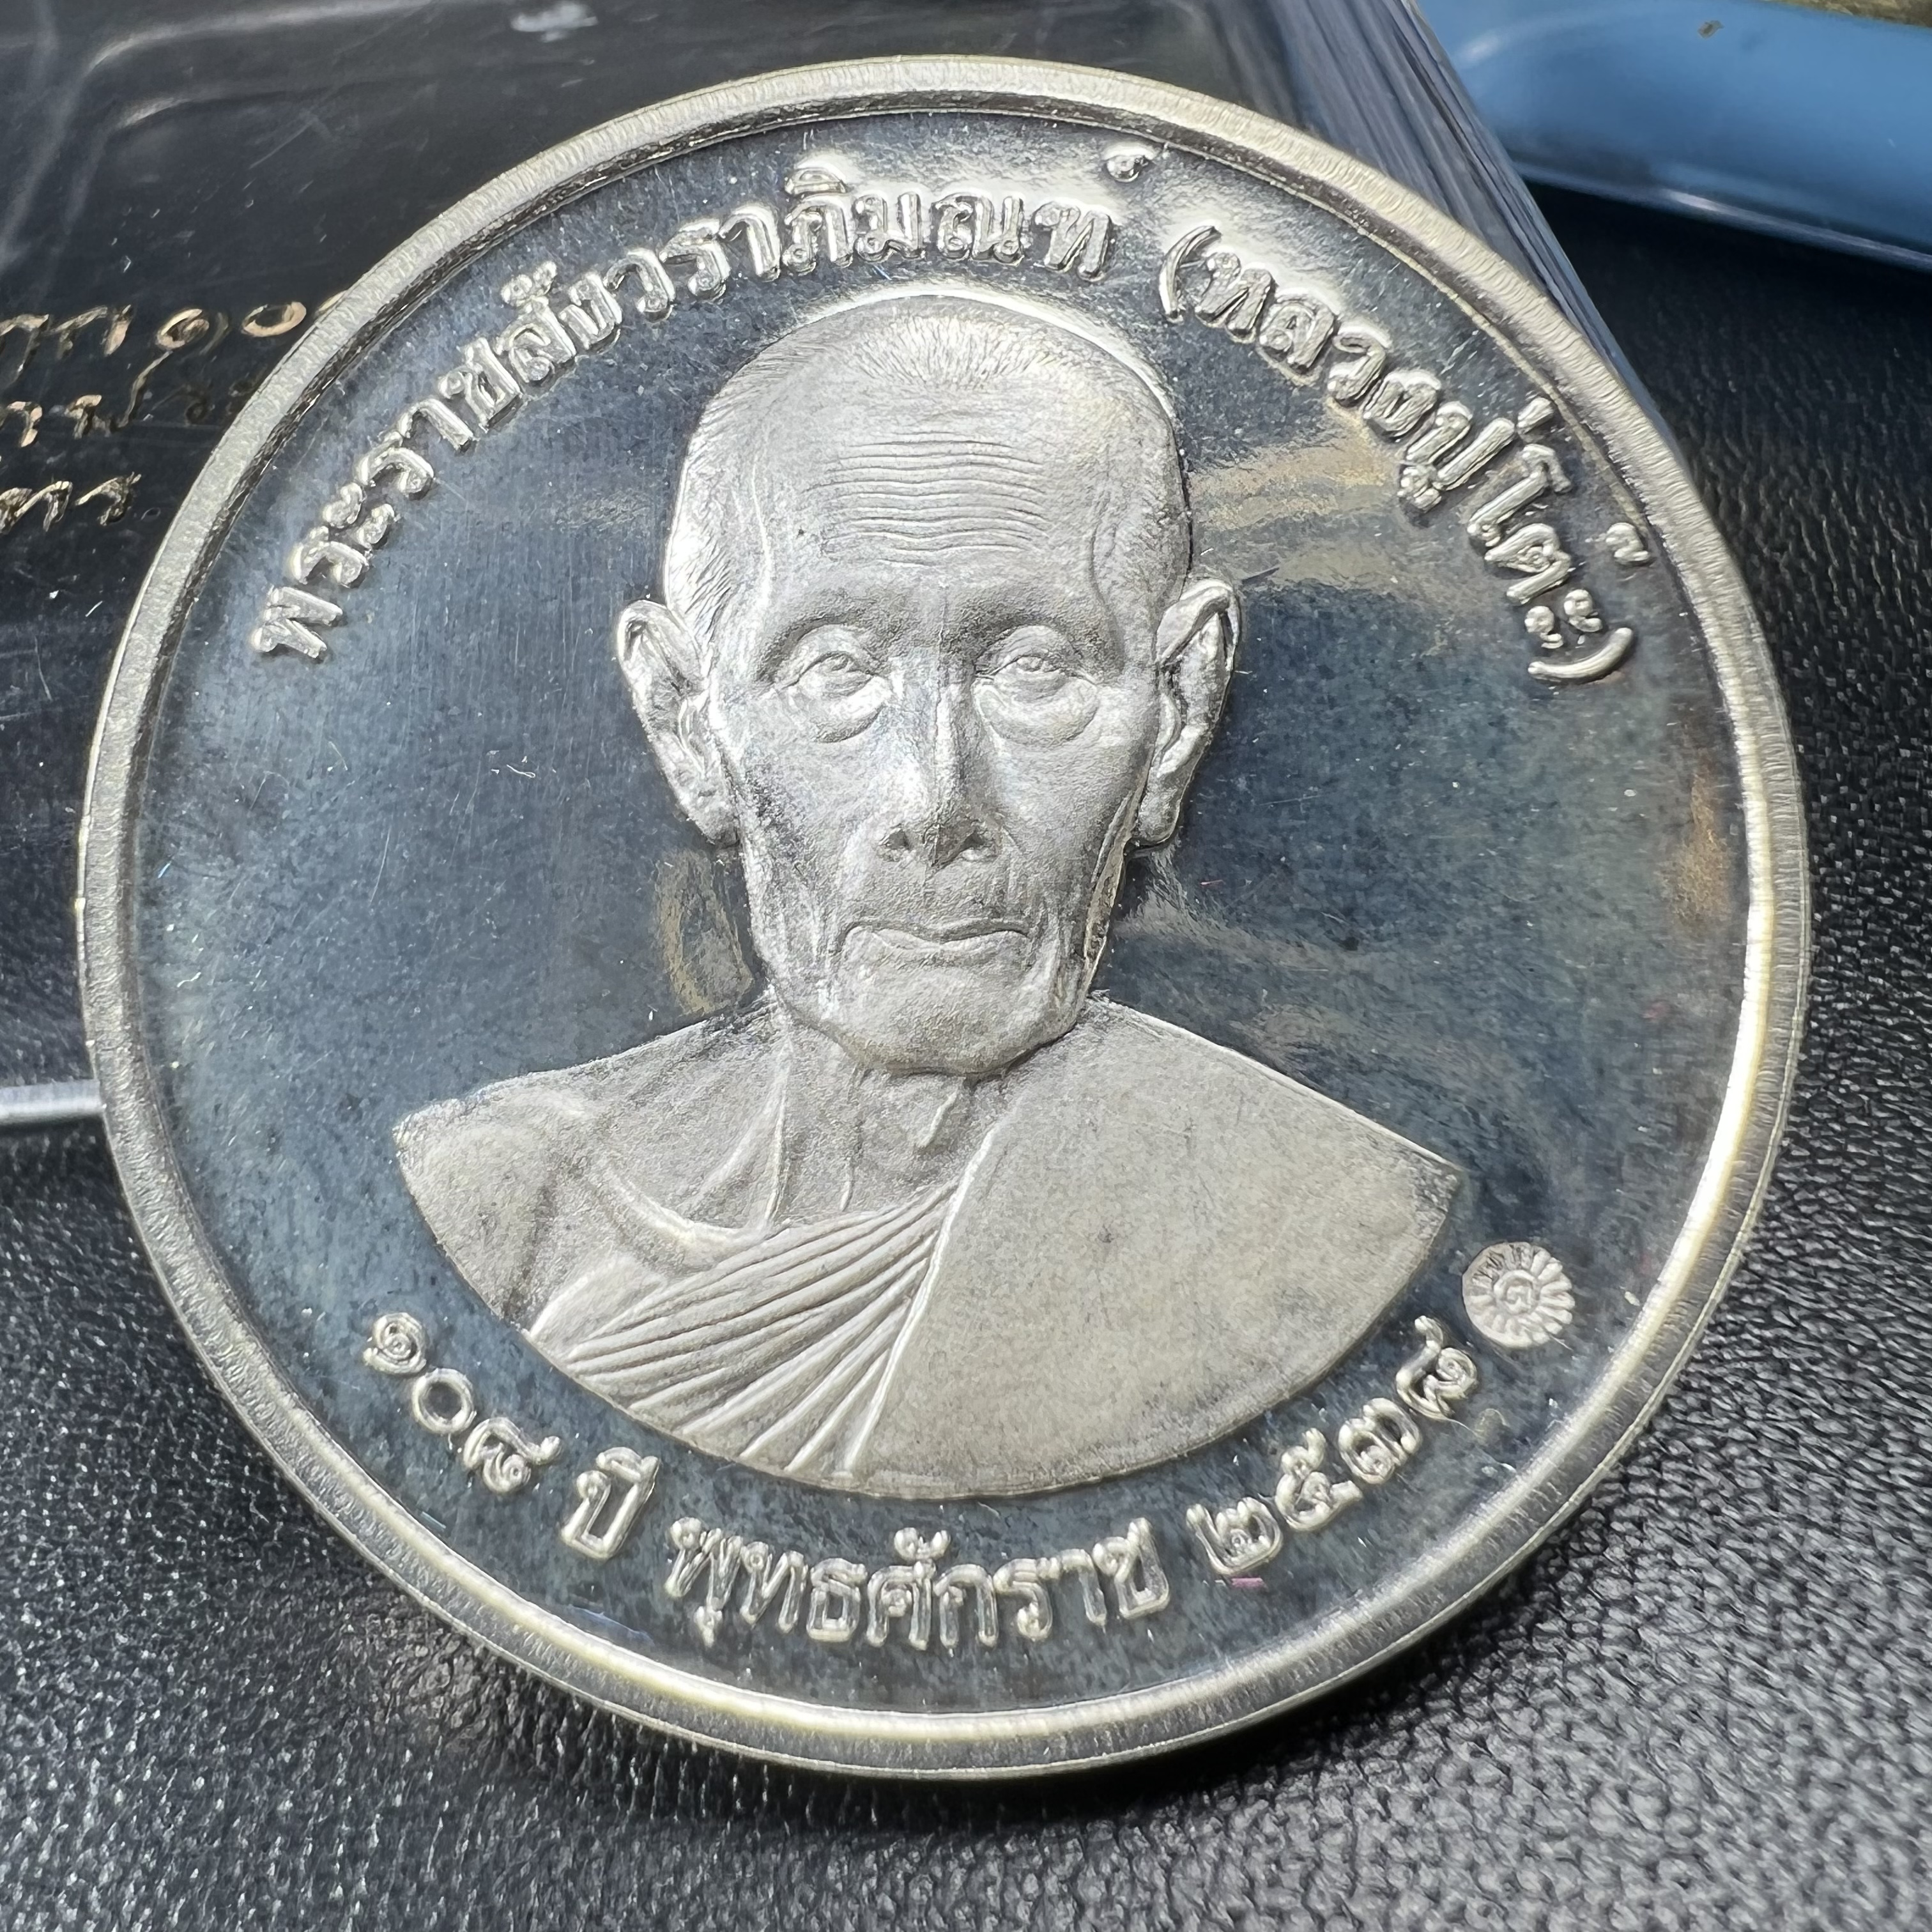 พระราชสังวราภิมณฑ์ (หลวงปู่โต๊ะ)
๑๐๘ ปี พุทธศักราช ๒๕๓๘